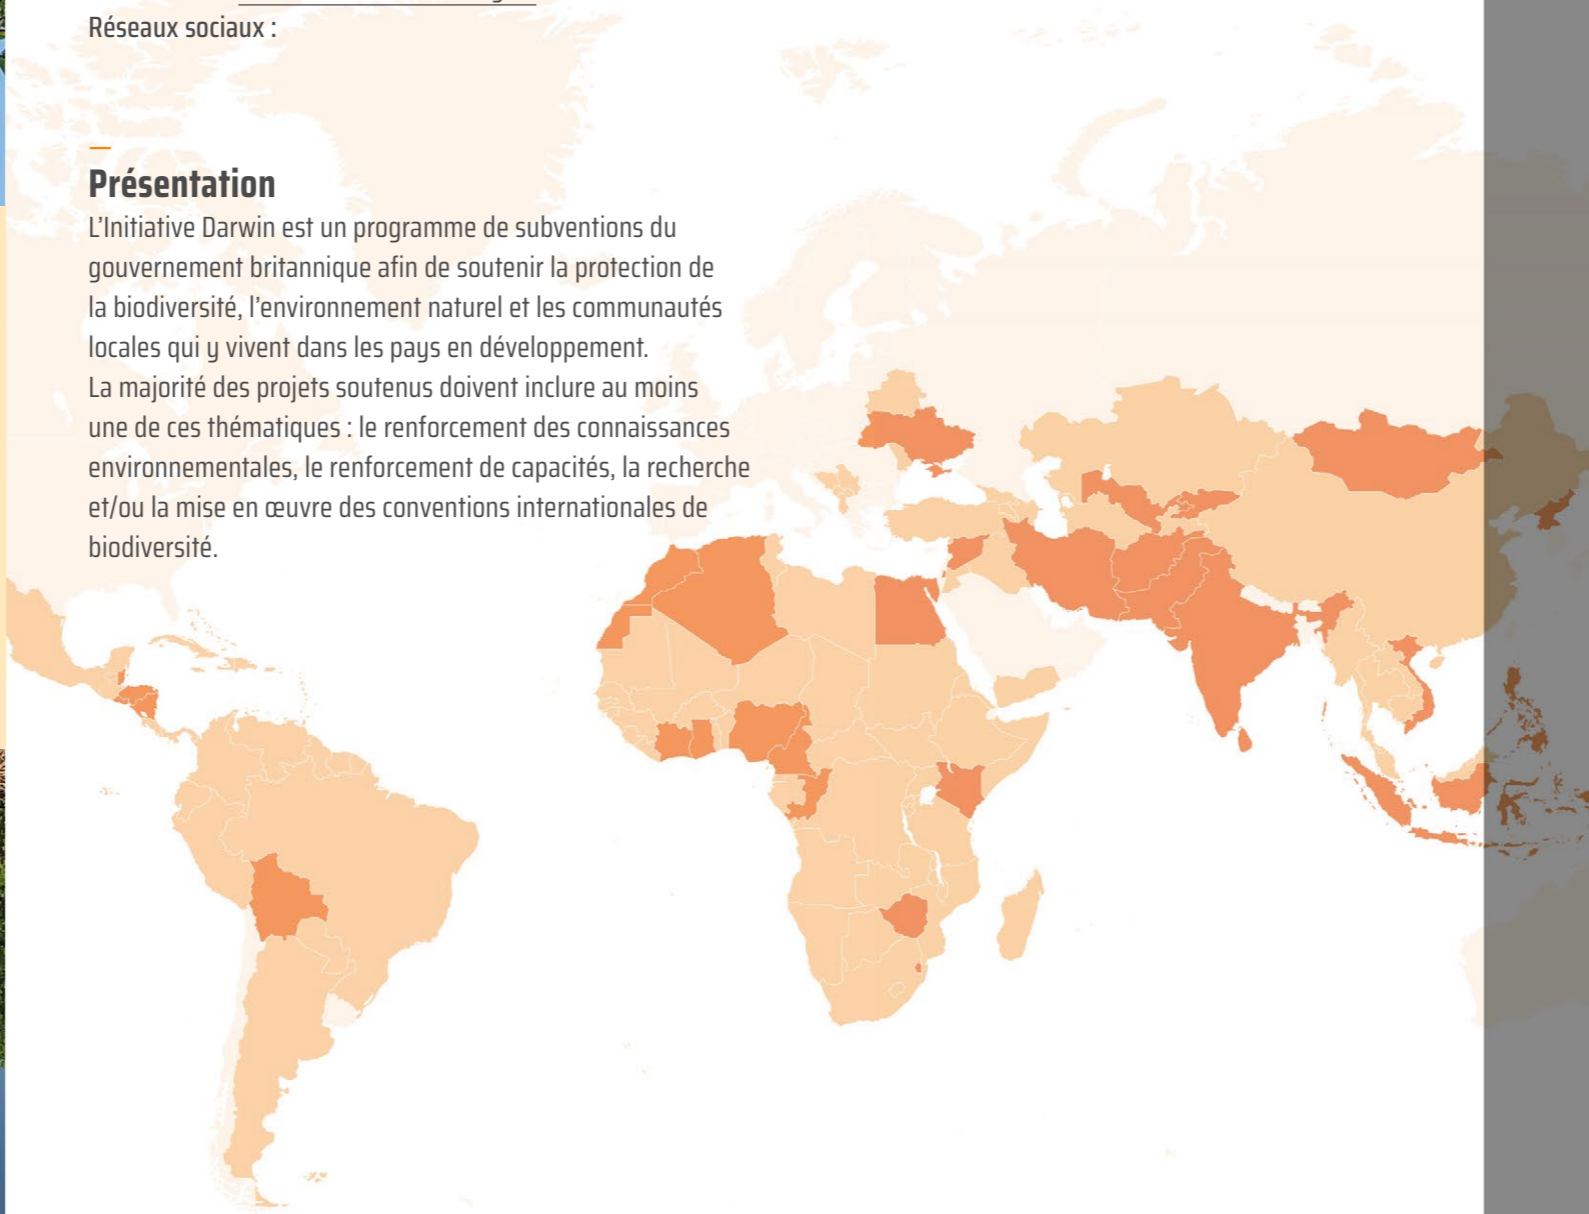 Réseaux sociaux :
Présentation
L’Initiative Darwin est un programme de subventions du
gouvernement britannique afin de soutenir la protection de
la biodiversité, l’environnement naturel et les communautés
locales qui y vivent dans les pays en développement.
La majorité des projets soutenus doivent inclure au moins
une de ces thématiques : le renforcement des connaissances
environnementales, le renforcement de capacités, la recherche
et/ou la mise en œuvre des conventions internationales de
biodiversité.